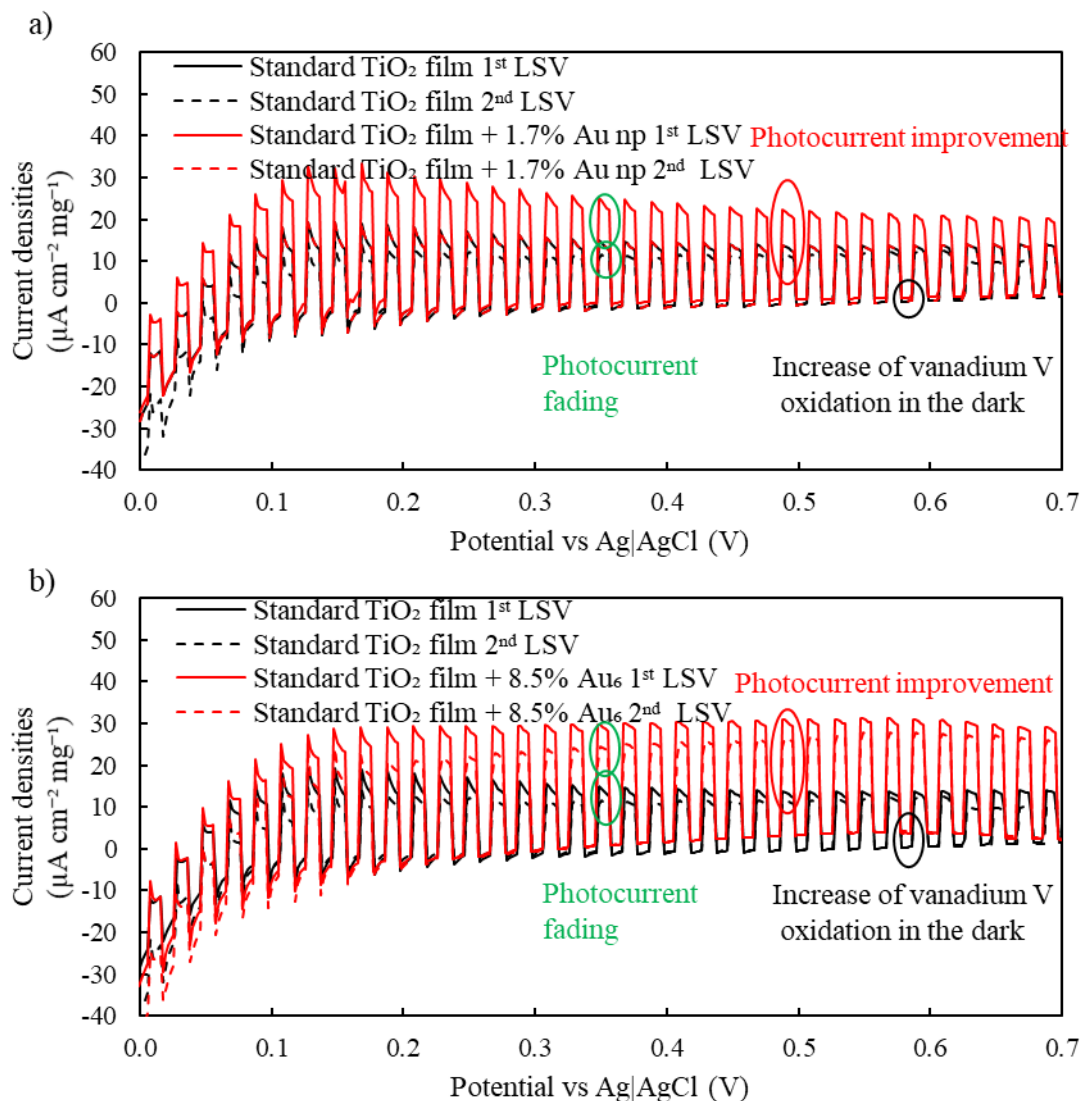 a)
60
50
40
30
20
10
0
-10
-20
-30
-40
Current densities
(µA cm⁻² mg⁻¹)
Standard TiO₂ film 1ˢᵗ LSV
Standard TiO₂ film 2ⁿᵈ LSV
Standard TiO₂ film + 1.7% Au np 1ˢᵗ LSV
Standard TiO₂ film + 1.7% Au np 2ⁿᵈ LSV
Photocurrent improvement
Photocurrent
fading
Increase of vanadium V
oxidation in the dark
0.0 0.1 0.2 0.3 0.4 0.5 0.6 0.7
Potential vs Ag|AgCl (V)
b)
60
50
40
30
20
10
0
-10
-20
-30
-40
Current densities
(µA cm⁻² mg⁻¹)
Standard TiO₂ film 1ˢᵗ LSV
Standard TiO₂ film 2ⁿᵈ LSV
Standard TiO₂ film + 8.5% Au₆ 1ˢᵗ LSV
Standard TiO₂ film + 8.5% Au₆ 2ⁿᵈ LSV
Photocurrent improvement
Photocurrent
fading
Increase of vanadium V
oxidation in the dark
0.0 0.1 0.2 0.3 0.4 0.5 0.6 0.7
Potential vs Ag|AgCl (V)